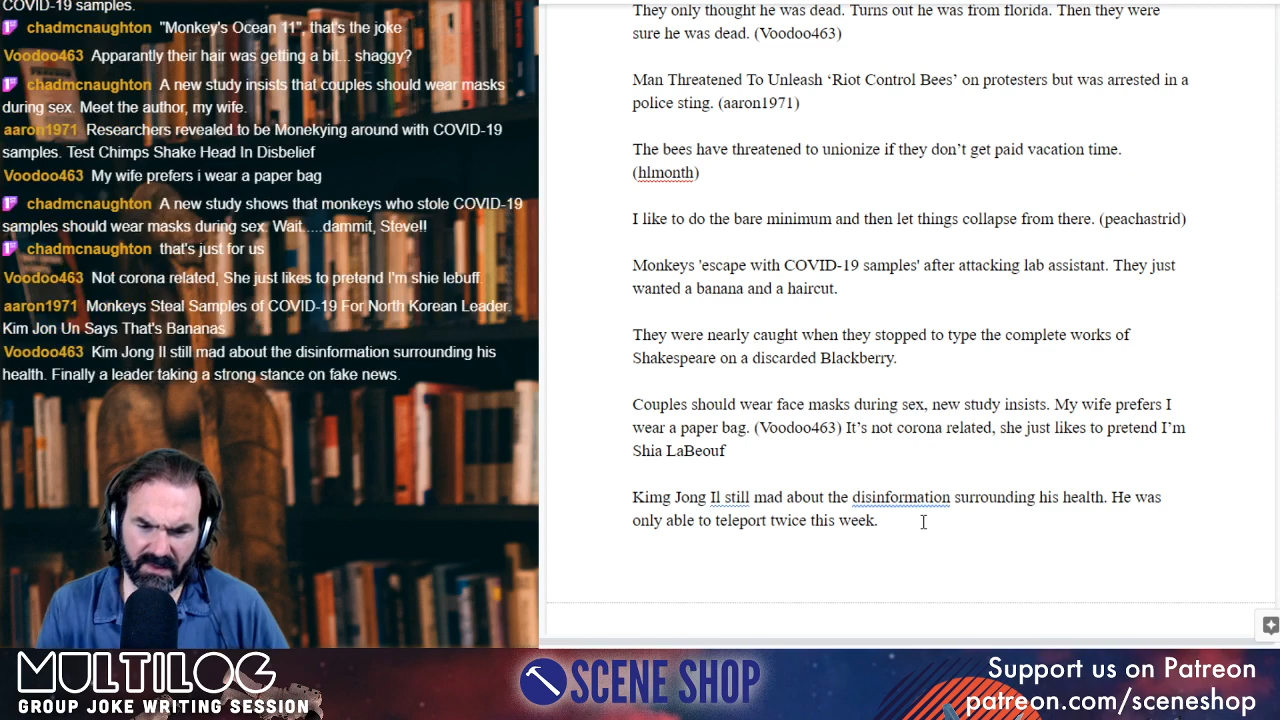 COVID-19 samples.
chadmcnaughton "Monkey's Ocean 11", that's the joke
Voodoo463 Apparantly their hair was getting a bit... shaggy?
chadmcnaughton A new study insists that couples should wear masks
during sex. Meet the author, my wife.
aaron1971 Researchers revealed to be Monekying around with COVID-19
samples. Test Chimps Shake Head In Disbelief
Voodoo463 My wife prefers i wear a paper bag
chadmcnaughton A new study shows that monkeys who stole COVID-19
samples should wear masks during sex. Wait.....dammit, Steve!!
chadmcnaughton that's just for us
Voodoo463 Not corona related, She just likes to pretend I'm shie lebuff.
aaron1971 Monkeys Steal Samples of COVID-19 For North Korean Leader.
Kim Jon Un Says That's Bananas
Voodoo463 Kim Jong Il still mad about the disinformation surrounding his
health. Finally a leader taking a strong stance on fake news.
They only thought he was dead. Turns out he was from florida. Then they were
sure he was dead. (Voodoo463)
Man Threatened To Unleash ‘Riot Control Bees’ on protesters but was arrested in a
police sting. (aaron1971)
The bees have threatened to unionize if they don’t get paid vacation time.
(hlmonth)
I like to do the bare minimum and then let things collapse from there. (peachastrid)
Monkeys 'escape with COVID-19 samples' after attacking lab assistant. They just
wanted a banana and a haircut.
They were nearly caught when they stopped to type the complete works of
Shakespeare on a discarded Blackberry.
Couples should wear face masks during sex, new study insists. My wife prefers I
wear a paper bag. (Voodoo463) It’s not corona related, she just likes to pretend I’m
Shia LaBeouf
Kimg Jong Il still mad about the disinformation surrounding his health. He was
only able to teleport twice this week.
MULTILOG
GROUP JOKE WRITING SESSION
SCENE SHOP
Support us on Patreon
patreon.com/sceneshop